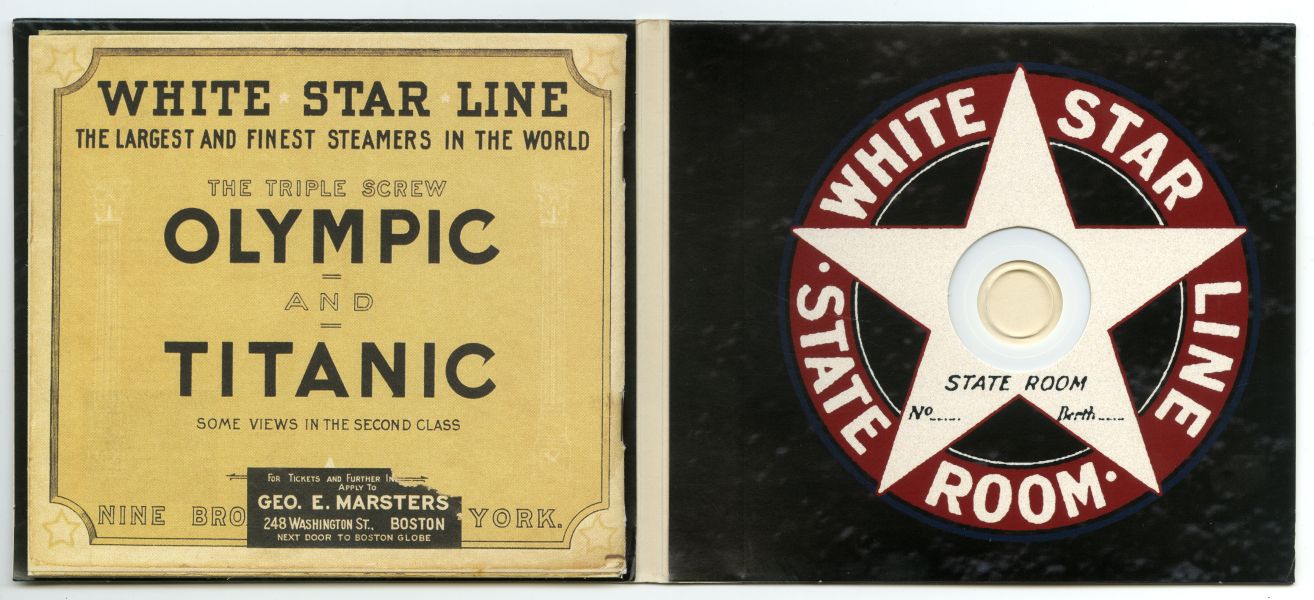 WHITE STAR LINE
THE LARGEST AND FINEST STEAMERS IN THE WORLD
THE TRIPLE SCREW
OLYMPIC
AND
TITANIC
SOME VIEWS IN THE SECOND CLASS
FOR TICKETS AND FURTHER
APPLY TO
GEO. E. MARSTERS
248 WASHINGTON ST., BOSTON
NEXT DOOR TO BOSTON GLOBE
NINE BRO YORK.
WHITE STAR LINE
· STATE ROOM ·
STATE ROOM
No..... Berth.....